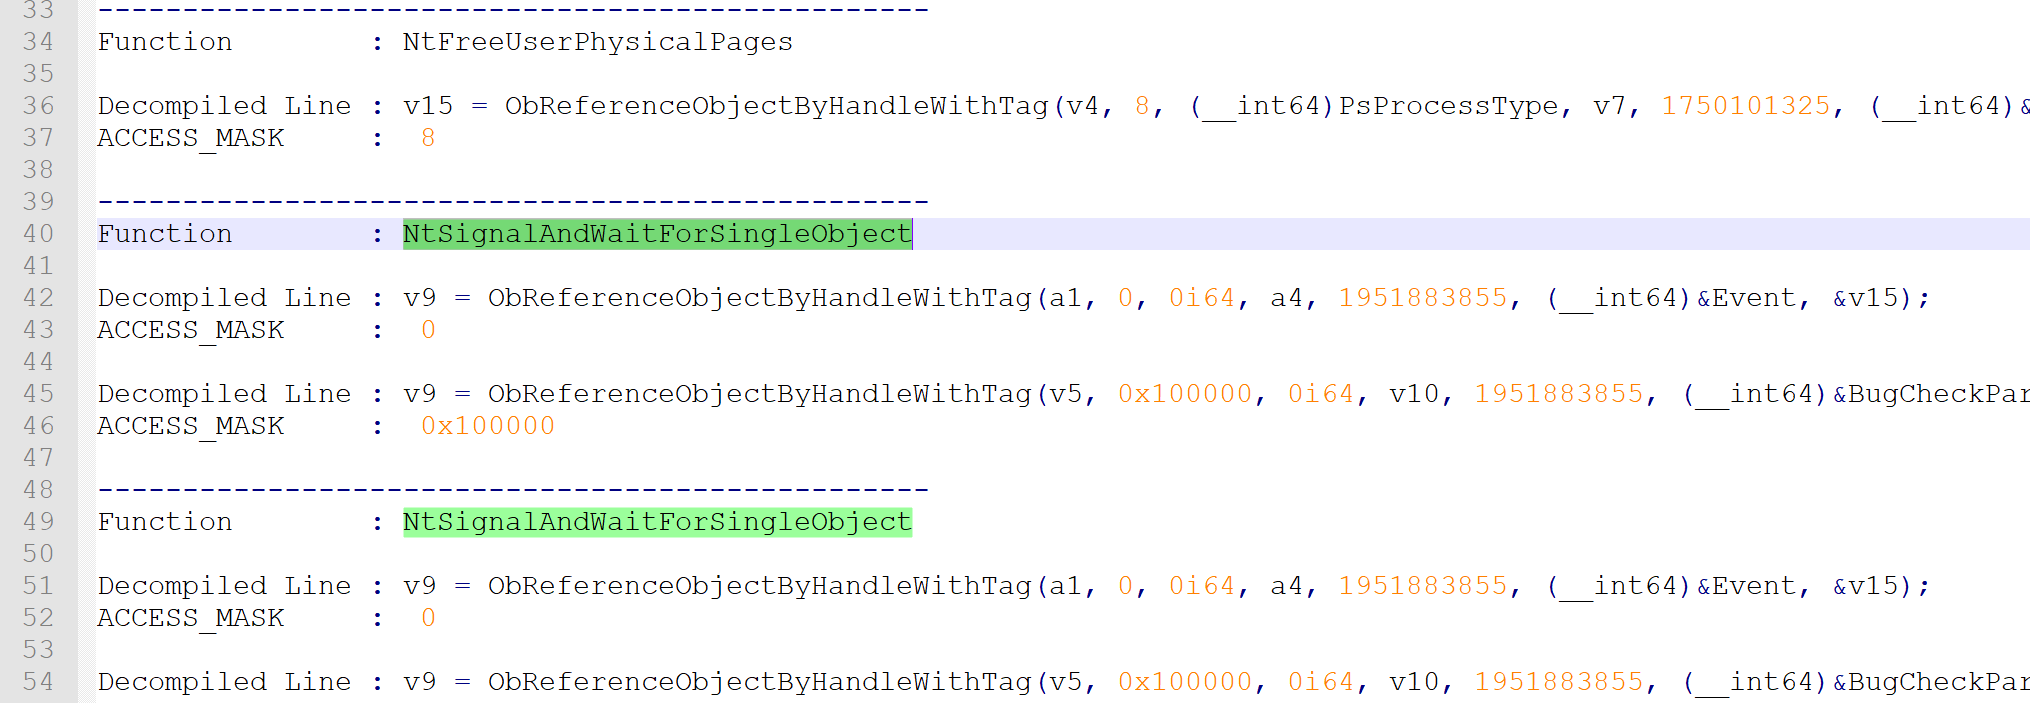 33 -------------------------------------------------
34 Function : NtFreeUserPhysicalPages
35
36 Decompiled Line : v15 = ObReferenceObjectByHandleWithTag(v4, 8, (__int64)PsProcessType, v7, 1750101325, (__int64)&
37 ACCESS_MASK : 8
38
39 -------------------------------------------------
40 Function : NtSignalAndWaitForSingleObject
41
42 Decompiled Line : v9 = ObReferenceObjectByHandleWithTag(a1, 0, 0i64, a4, 1951883855, (__int64)&Event, &v15);
43 ACCESS_MASK : 0
44
45 Decompiled Line : v9 = ObReferenceObjectByHandleWithTag(v5, 0x100000, 0i64, v10, 1951883855, (__int64)&BugCheckPar
46 ACCESS_MASK : 0x100000
47
48 -------------------------------------------------
49 Function : NtSignalAndWaitForSingleObject
50
51 Decompiled Line : v9 = ObReferenceObjectByHandleWithTag(a1, 0, 0i64, a4, 1951883855, (__int64)&Event, &v15);
52 ACCESS_MASK : 0
53
54 Decompiled Line : v9 = ObReferenceObjectByHandleWithTag(v5, 0x100000, 0i64, v10, 1951883855, (__int64)&BugCheckPar